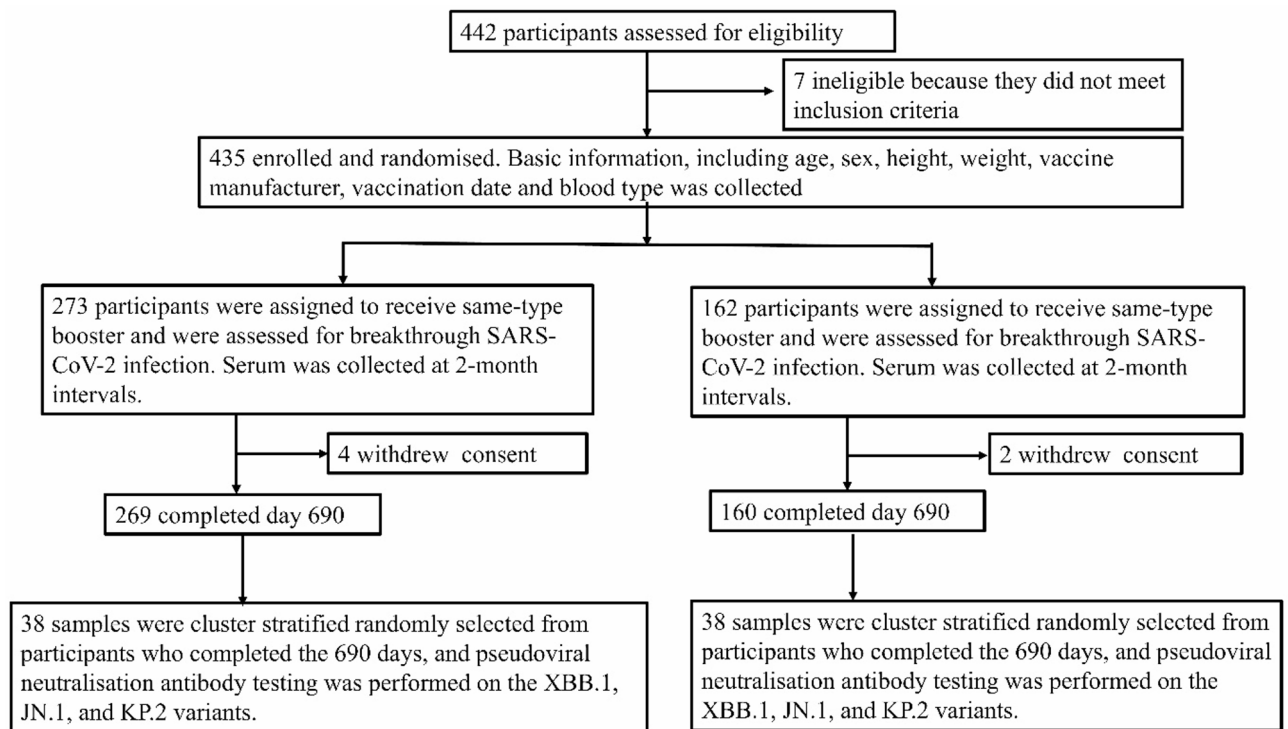 442 participants assessed for eligibility
7 ineligible because they did not meet
inclusion criteria
435 enrolled and randomised. Basic information, including age, sex, height, weight, vaccine
manufacturer, vaccination date and blood type was collected
273 participants were assigned to receive same-type
booster and were assessed for breakthrough SARS-
CoV-2 infection. Serum was collected at 2-month
intervals.
162 participants were assigned to receive same-type
booster and were assessed for breakthrough SARS-
CoV-2 infection. Serum was collected at 2-month
intervals.
4 withdrew consent
2 withdrew consent
269 completed day 690
160 completed day 690
38 samples were cluster stratified randomly selected from
participants who completed the 690 days, and pseudoviral
neutralisation antibody testing was performed on the XBB.1,
JN.1, and KP.2 variants.
38 samples were cluster stratified randomly selected from
participants who completed the 690 days, and pseudoviral
neutralisation antibody testing was performed on the
XBB.1, JN.1, and KP.2 variants.